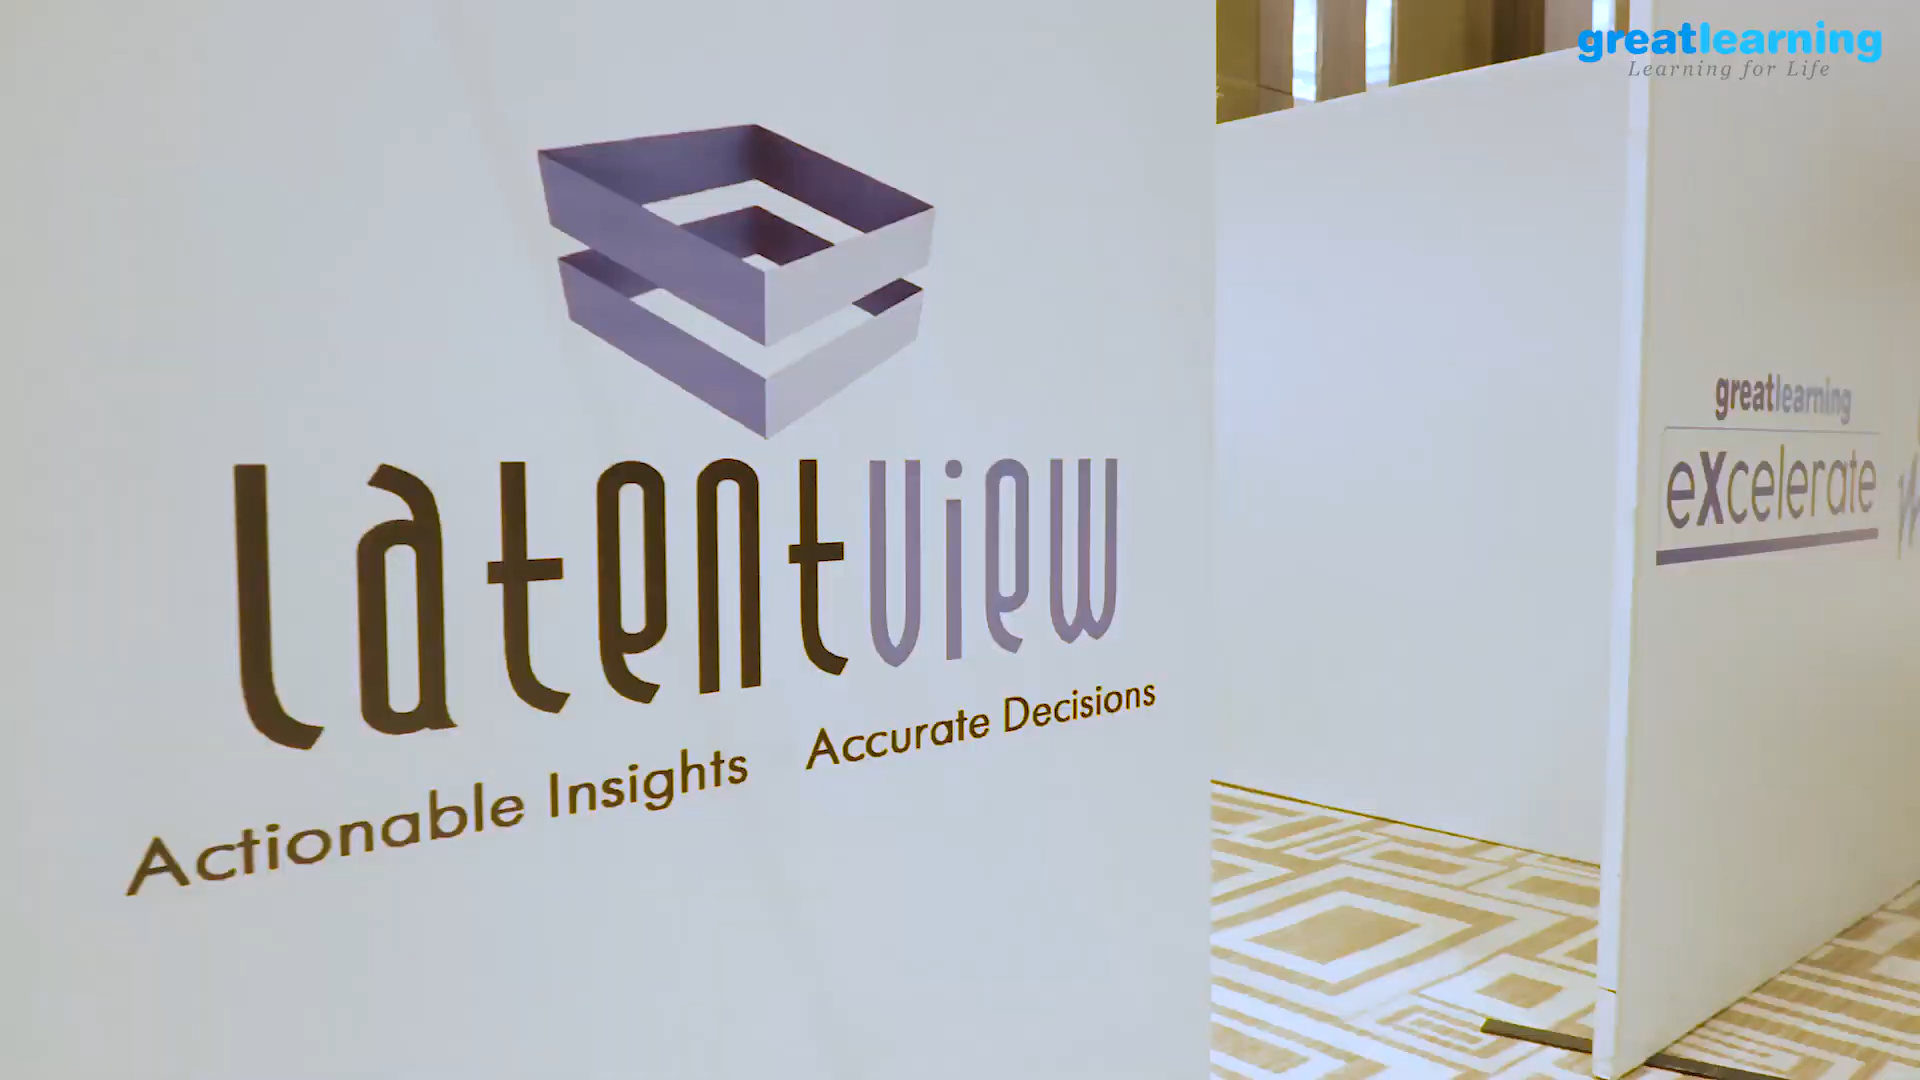 latentview
Actionable Insights Accurate Decisions
greatlearning
Learning for Life
greatlearning
eXcelerate